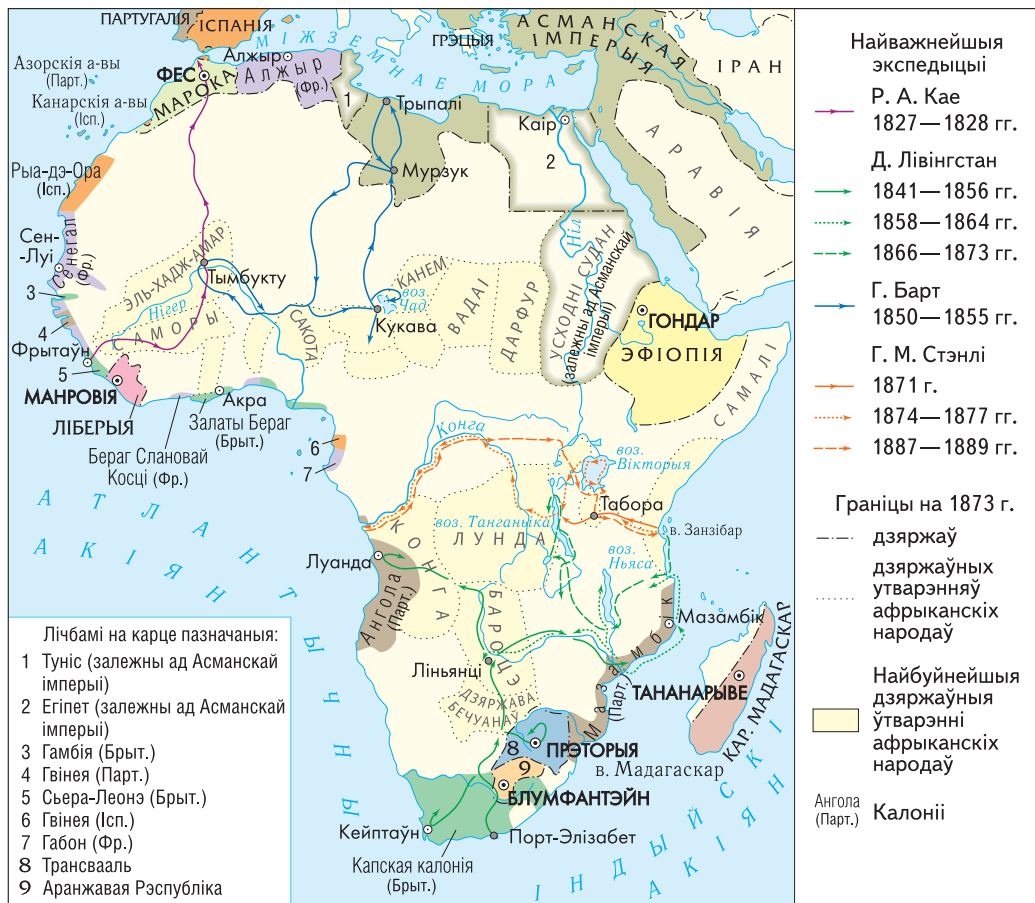 ПАРТУГАЛІЯ
ІСПАНІЯ
МІЖЗЕМНАЕ МОРА
ГРЭЦЫЯ
АСМАНСКАЯ
ІМПЕРЫЯ
ІРАН
АРАВІЯ
Азорскія а-вы
(Парт.)
Канарскія а-вы
(Ісп.)
ФЕС
МАРОКА
Алжыр
АЛЖЫР
(Фр.)
1
Трыпалі
Мурзук
Каір
2
Ніл
Рыа-дэ-Ора
(Ісп.)
Сен-
-Луі
Сенегал
(Фр.)
3
4
Фрытаўн
5
МАНРОВІЯ
ЛІБЕРЫЯ
ЭЛЬ-ХАДЖ-АМАР
Тымбукту
Нігер
САМОРЫ
САКОТА
КАНЕМ
воз.
Чад
Кукава
ВАДАІ
ДАРФУР
УСХОДНІ СУДАН
(залежны ад Асманскай
імперыі)
ГОНДАР
ЭФІОПІЯ
САМАЛІ
Акра
Залаты Бераг
(Брыт.)
Бераг Слановай
Косці (Фр.)
6
7
Конга
воз.
Вікторыя
Табора
в. Занзібар
воз. Танганьіка
ЛУНДА
воз.
Ньяса
КОНГА
Луанда
Ангола
(Парт.)
БАРОЦЭ
Ліньянці
ДЗЯРЖАВА
БЕЧУАНАЎ
Мазамбік
Мазамбік
(Парт.)
ТАНАНАРЫВЕ
КАР. МАДАГАСКАР
в. Мадагаскар
8
ПРЭТОРЫЯ
9
БЛУМФАНТЭЙН
Кейптаўн
Порт-Элізабет
Капская калонія
(Брыт.)
АТЛАНТЫЧНЫ
АКІЯН
ІНДЫЙСКІ
АКІЯН
Лічбамі на карце пазначаныя:
1 Туніс (залежны ад Асманскай
імперыі)
2 Егіпет (залежны ад Асманскай
імперыі)
3 Гамбія (Брыт.)
4 Гвінея (Парт.)
5 Сьера-Леонэ (Брыт.)
6 Гвінея (Ісп.)
7 Габон (Фр.)
8 Трансвааль
9 Аранжавая Рэспубліка
Найважнейшыя
экспедыцыі
Р. А. Кае
1827—1828 гг.
Д. Лівінгстан
1841—1856 гг.
1858—1864 гг.
1866—1873 гг.
Г. Барт
1850—1855 гг.
Г. М. Стэнлі
1871 г.
1874—1877 гг.
1887—1889 гг.
Граніцы на 1873 г.
дзяржаў
дзяржаўных
утварэнняў
афрыканскіх
народаў
Найбуйнейшыя
дзяржаўныя
ўтварэнні
афрыканскіх
народаў
Ангола
(Парт.)
Калоніі